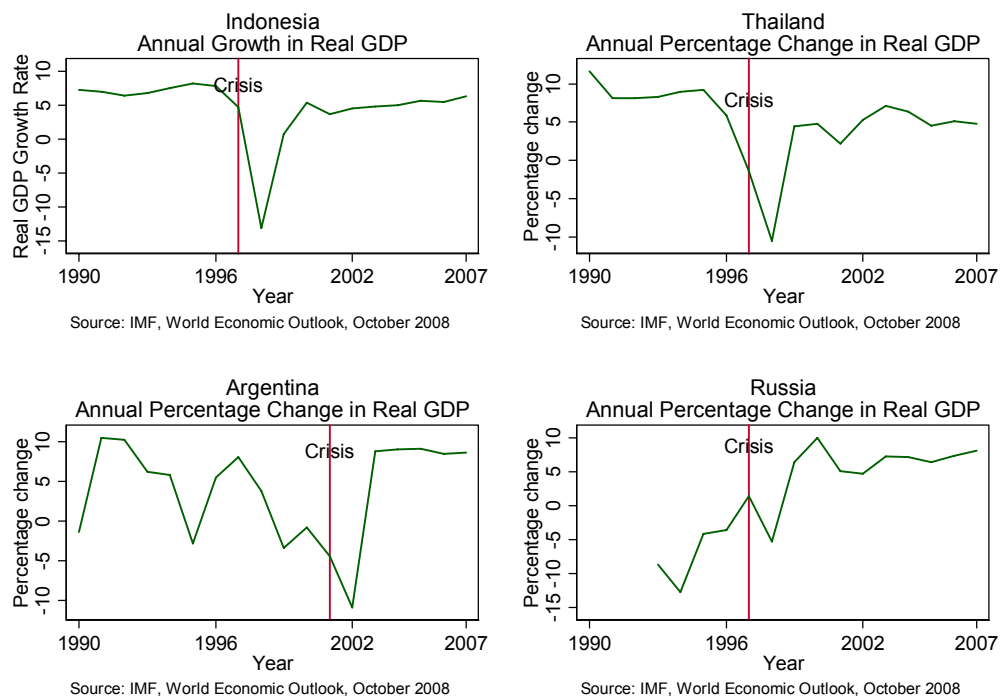 Indonesia
Annual Growth in Real GDP
Real GDP Growth Rate
10
5
0
-5
-10
-15
Crisis
1990 1996 2002 2007
Year
Source: IMF, World Economic Outlook, October 2008
Thailand
Annual Percentage Change in Real GDP
Percentage change
10
5
0
-5
-10
Crisis
1990 1996 2002 2007
Year
Source: IMF, World Economic Outlook, October 2008
Argentina
Annual Percentage Change in Real GDP
Percentage change
10
5
0
-5
-10
Crisis
1990 1996 2002 2007
Year
Source: IMF, World Economic Outlook, October 2008
Russia
Annual Percentage Change in Real GDP
Percentage change
10
5
0
-5
-10
-15
Crisis
1990 1996 2002 2007
Year
Source: IMF, World Economic Outlook, October 2008